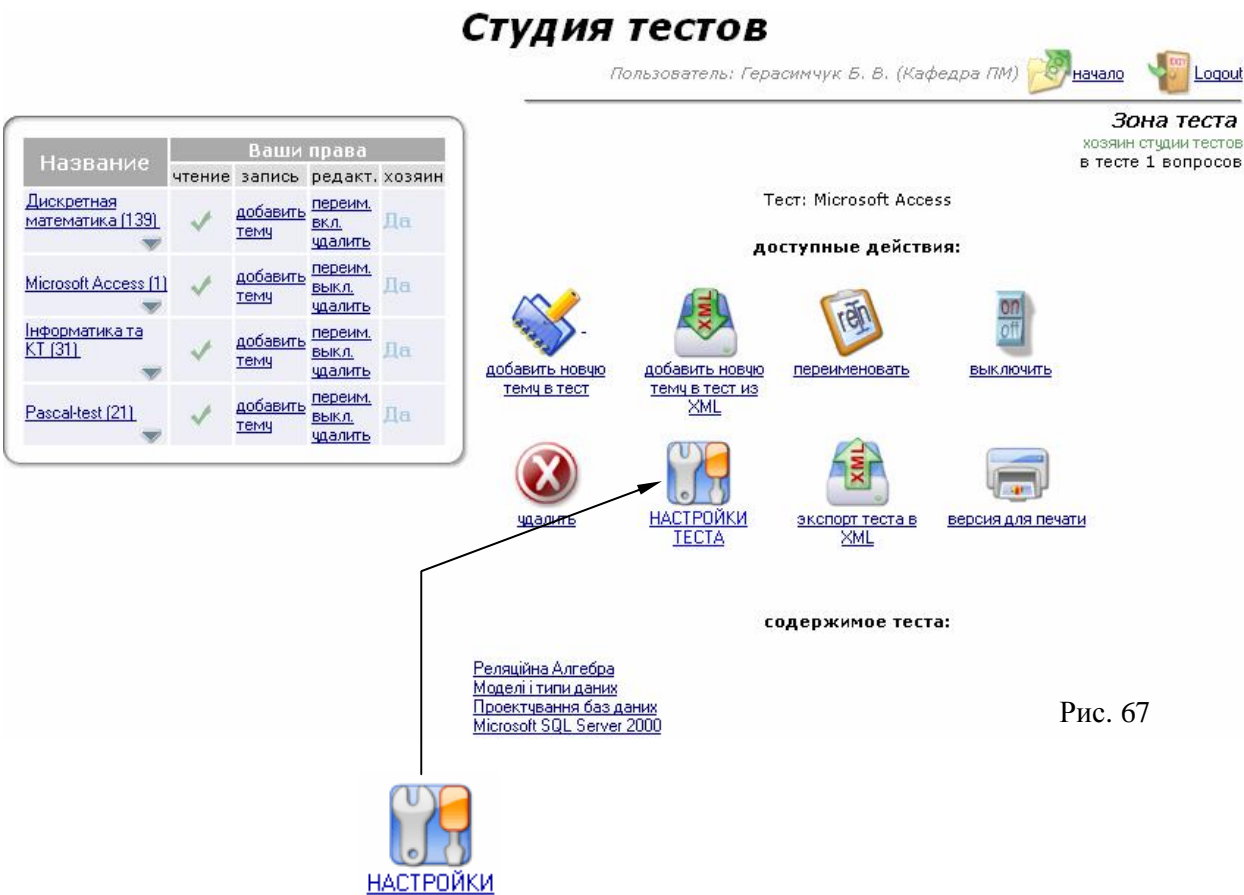 Студия тестов
Пользователь: Герасимчук Б. В. (Кафедра ПМ) начало Logout
Зона теста
хозяин студии тестов
в тесте 1 вопросов
Название Ваши права
чтение запись редакт. хозяин
Дискретная математика (139) добавить тему переим. вкл. удалить Да
Microsoft Access (1) добавить тему переим. выкл. удалить Да
Інформатика та КТ (31) добавить тему переим. выкл. удалить Да
Pascal-test (21) добавить тему переим. выкл. удалить Да
Тест: Microsoft Access
доступные действия:
on
off
XML
reIn
добавить новую тему в тест
добавить новую тему в тест из XML
переименовать
выключить
XML
удалить
НАСТРОЙКИ ТЕСТА
экспорт теста в XML
версия для печати
содержимое теста:
Реляційна Алгебра
Моделі і типи даних
Проектування баз даних
Microsoft SQL Server 2000
Рис. 67
НАСТРОЙКИ